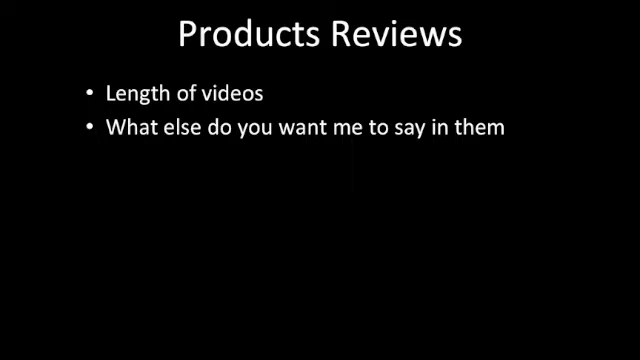 Products Reviews
• Length of videos
• What else do you want me to say in them